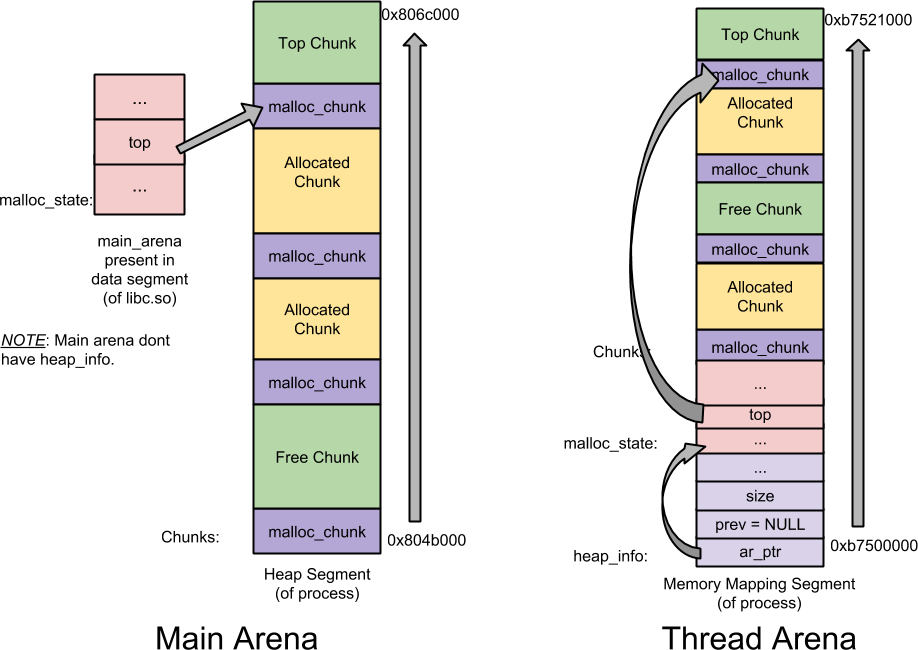 0x806c000
Top Chunk
malloc_chunk
...
top
...
malloc_state:
main_arena
present in
data segment
(of libc.so)
NOTE: Main arena dont
have heap_info.
Allocated
Chunk
malloc_chunk
Allocated
Chunk
malloc_chunk
Free Chunk
Chunks:
malloc_chunk
0x804b000
Heap Segment
(of process)
Main Arena
0xb7521000
Top Chunk
malloc_chunk
Allocated
Chunk
malloc_chunk
Free Chunk
malloc_chunk
Allocated
Chunk
Chunks:
malloc_chunk
...
top
malloc_state:
...
...
size
prev = NULL
0xb7500000
heap_info:
ar_ptr
Memory Mapping Segment
(of process)
Thread Arena